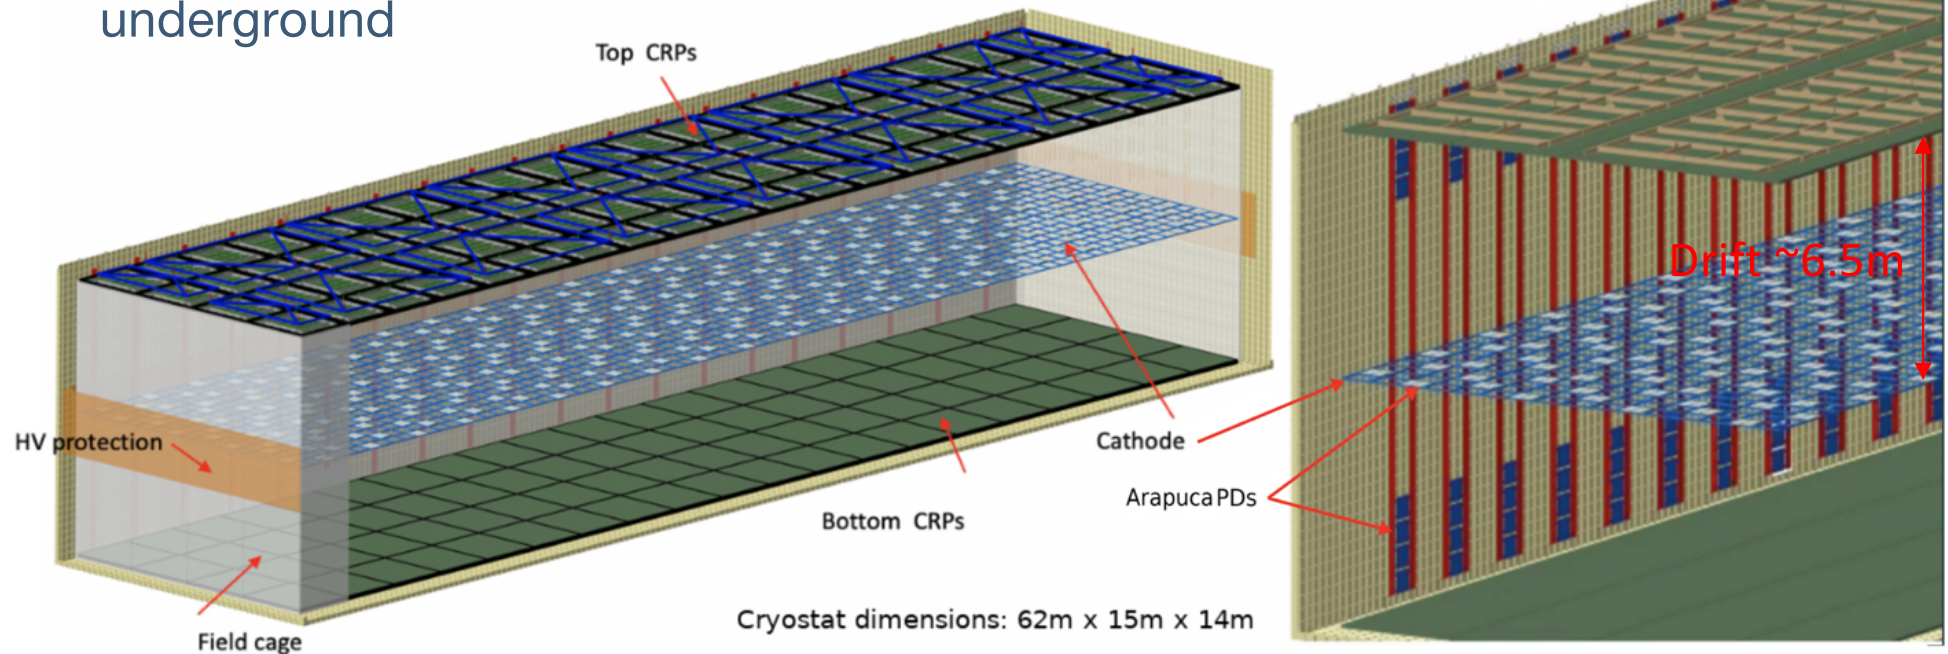 underground
Top CRPs
Drift ~6.5m
HV protection
Cathode
Arapuca PDs
Bottom CRPs
Cryostat dimensions: 62m x 15m x 14m
Field cage